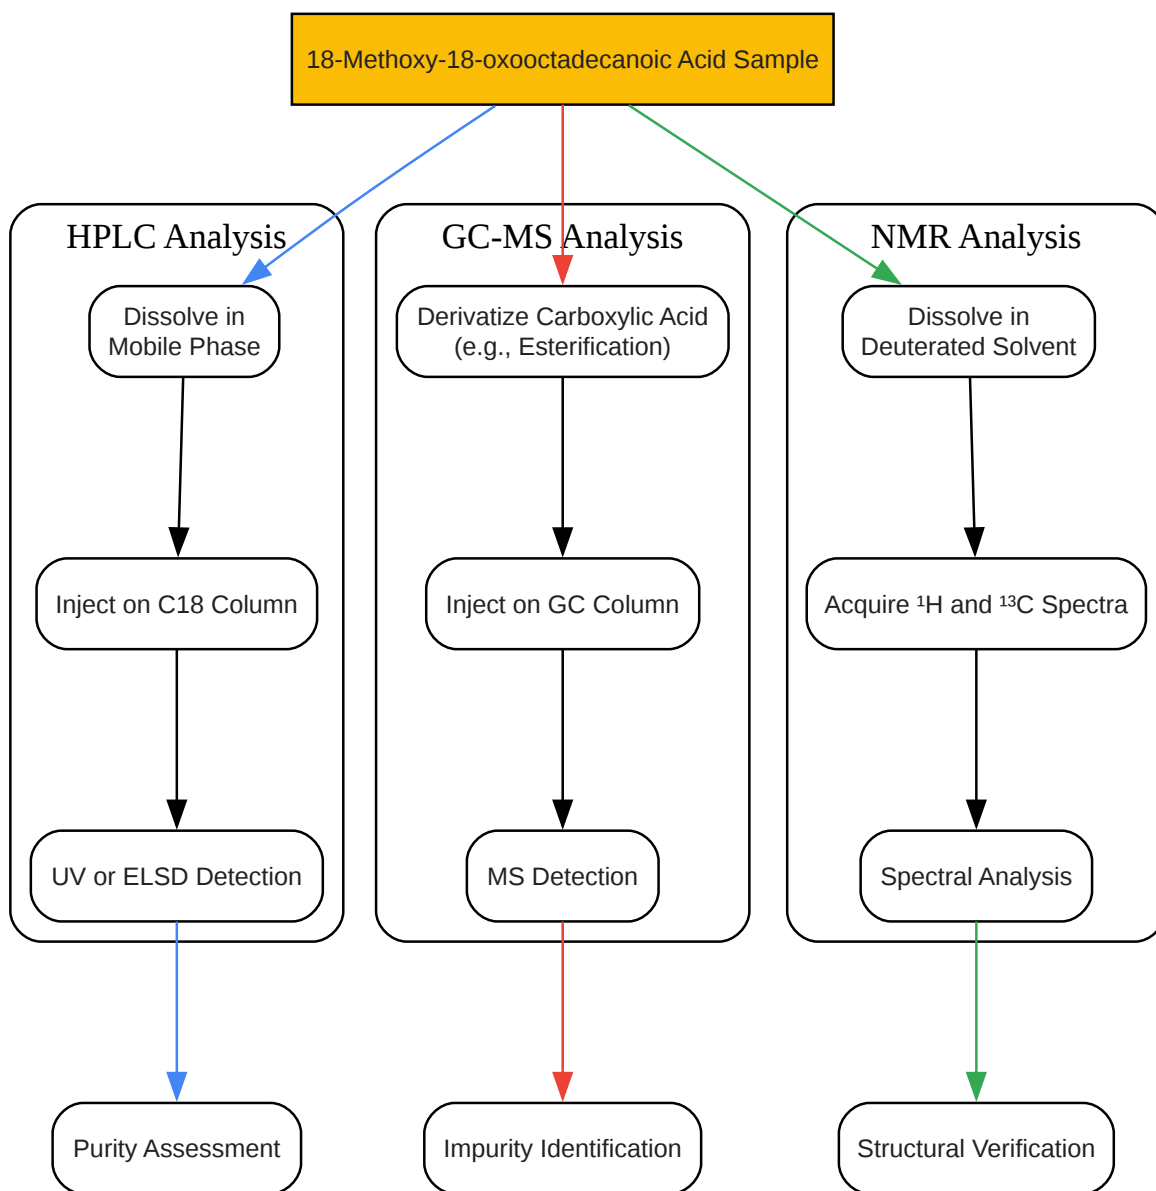 18-Methoxy-18-oxooctadecanoic Acid Sample
HPLC Analysis
Dissolve in
Mobile Phase
Inject on C18 Column
UV or ELSD Detection
Purity Assessment
GC-MS Analysis
Derivatize Carboxylic Acid
(e.g., Esterification)
Inject on GC Column
MS Detection
Impurity Identification
NMR Analysis
Dissolve in
Deuterated Solvent
Acquire ¹H and ¹³C Spectra
Spectral Analysis
Structural Verification